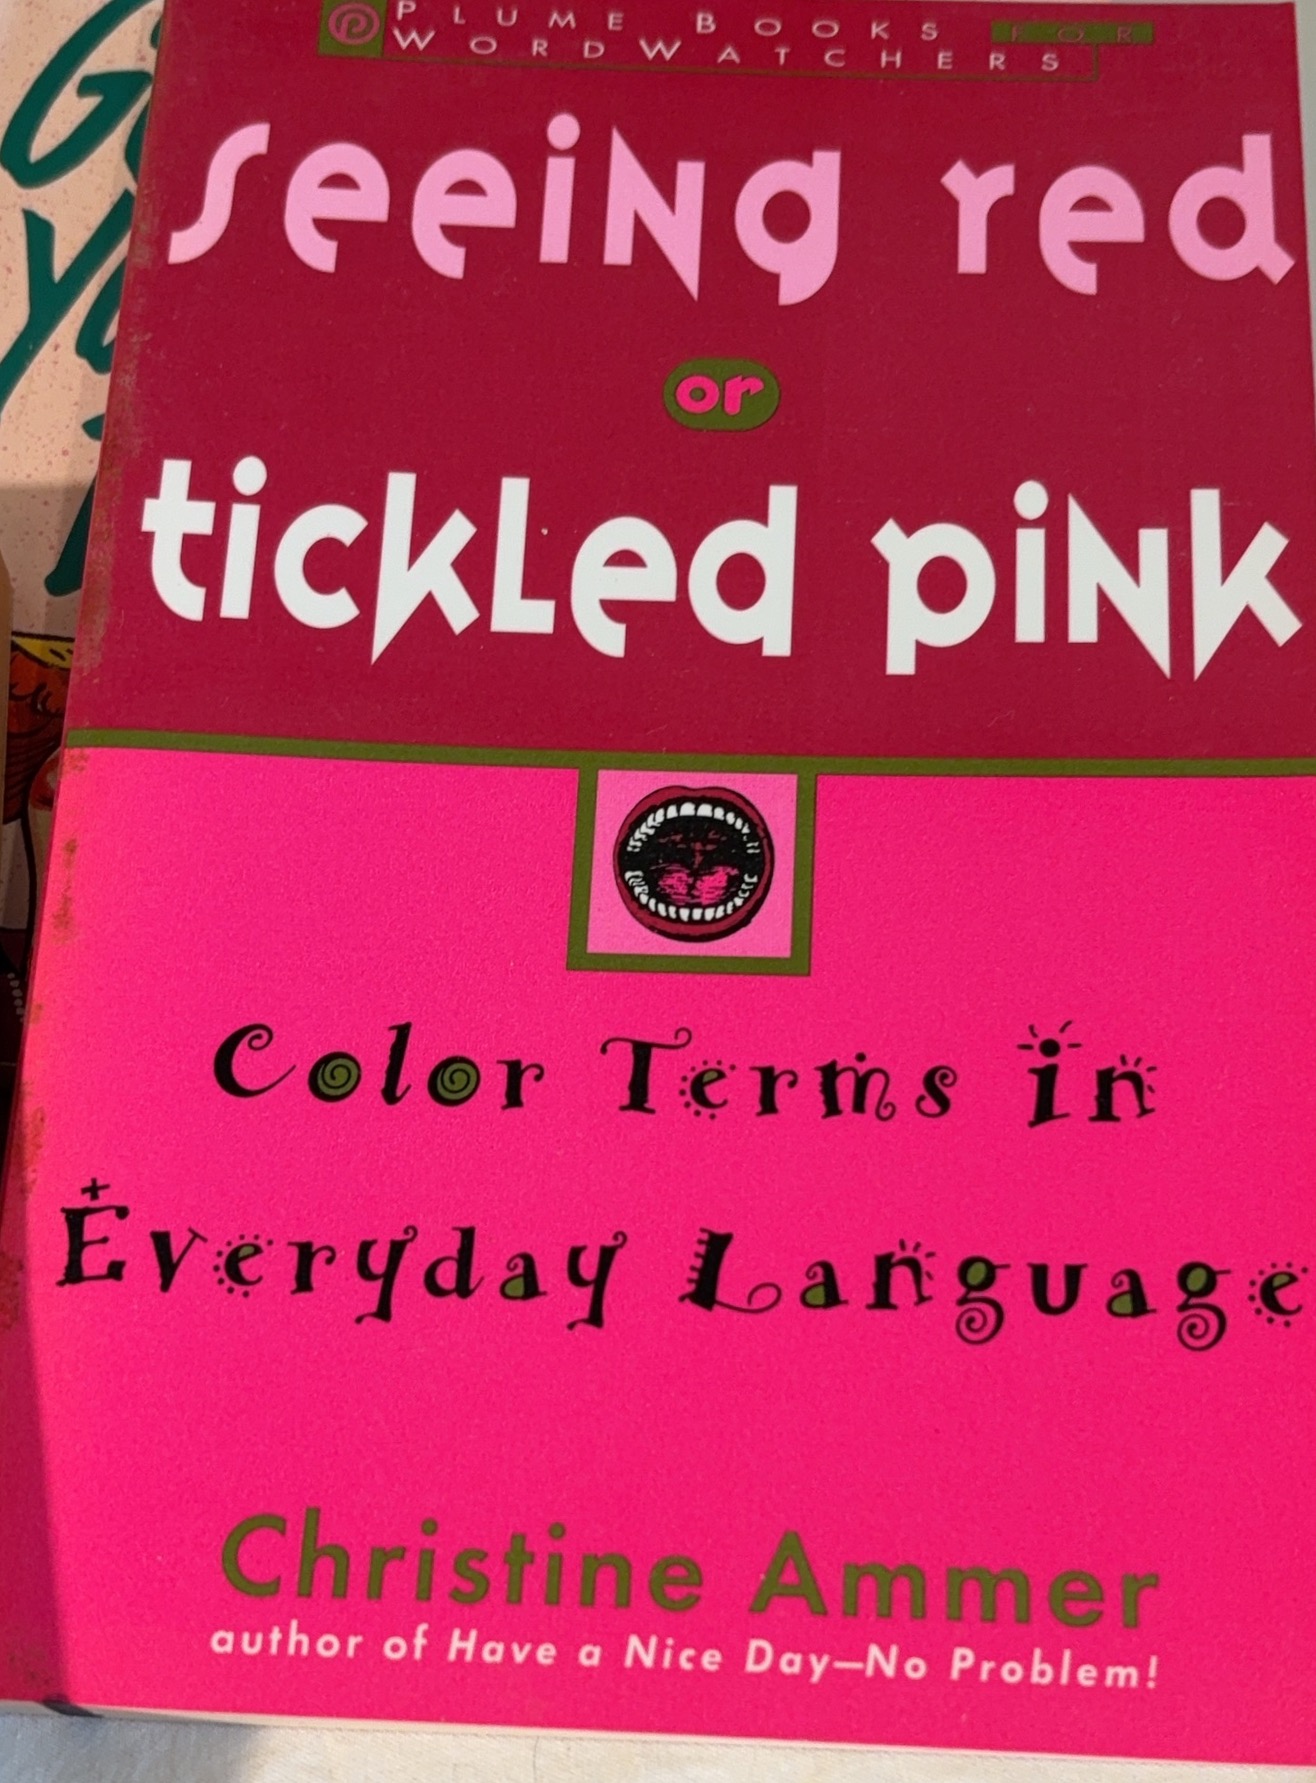 PLUME BOOKS FOR
WORDWATCHERS
seeing red
or
tickled pink
Color Terms in
Everyday Language
Christine Ammer
author of Have a Nice Day—No Problem!